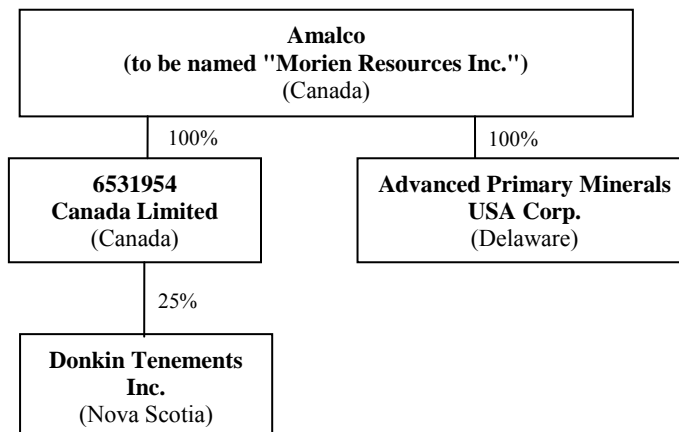 Amalco
(to be named "Morien Resources Inc.")
(Canada)
100%
100%
6531954
Canada Limited
(Canada)
Advanced Primary Minerals
USA Corp.
(Delaware)
25%
Donkin Tenements
Inc.
(Nova Scotia)